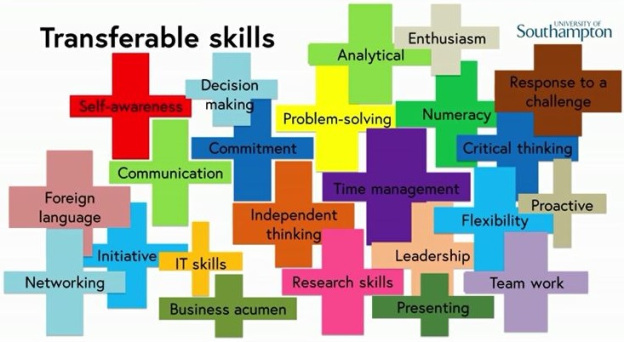 Transferable skills
UNIVERSITY OF
Southampton
Enthusiasm
Analytical
Decision
making
Response to a
challenge
Self-awareness
Problem-solving
Numeracy
Commitment
Critical thinking
Communication
Time management
Foreign
language
Independent
thinking
Flexibility
Proactive
Initiative
IT skills
Leadership
Networking
Research skills
Team work
Business acumen
Presenting